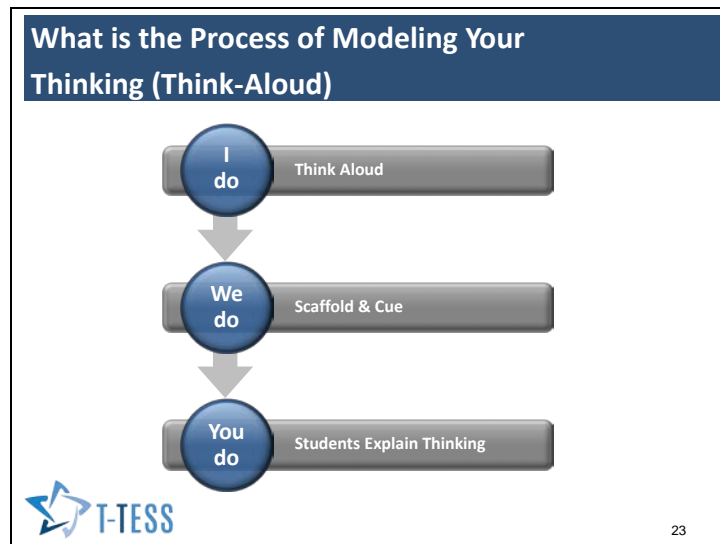 What is the Process of Modeling Your
Thinking (Think-Aloud)
I
do
Think Aloud
We
do
Scaffold & Cue
You
do
Students Explain Thinking
T-TESS
23